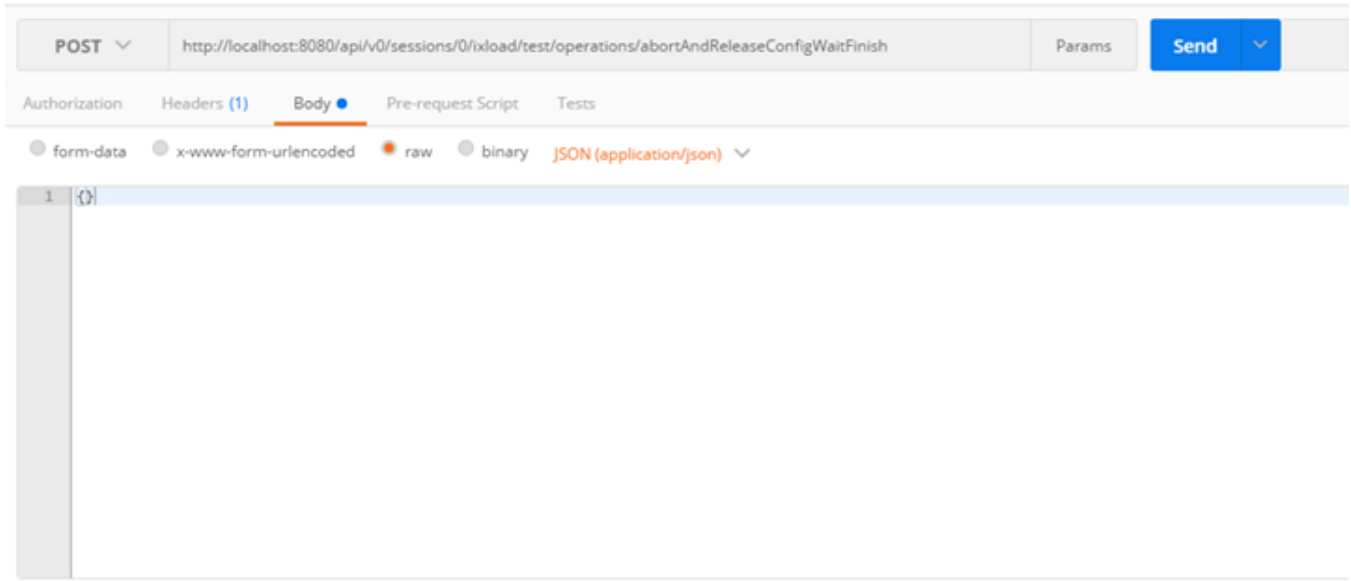 POST http://localhost:8080/api/v0/sessions/0/ixload/test/operations/abortAndReleaseConfigWaitFinish Params Send
Authorization Headers (1) Body Pre-request Script Tests
form-data x-www-form-urlencoded raw binary JSON (application/json)
1 {}